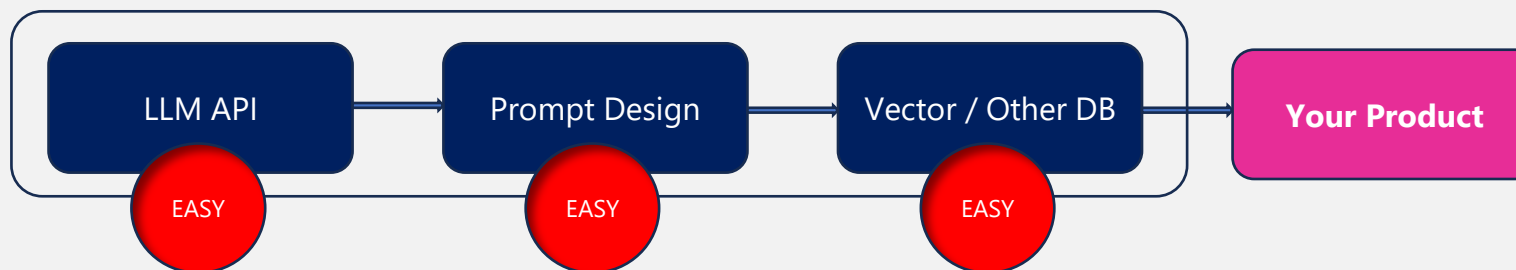 LLM API
Prompt Design
Vector / Other DB
Your Product
EASY
EASY
EASY